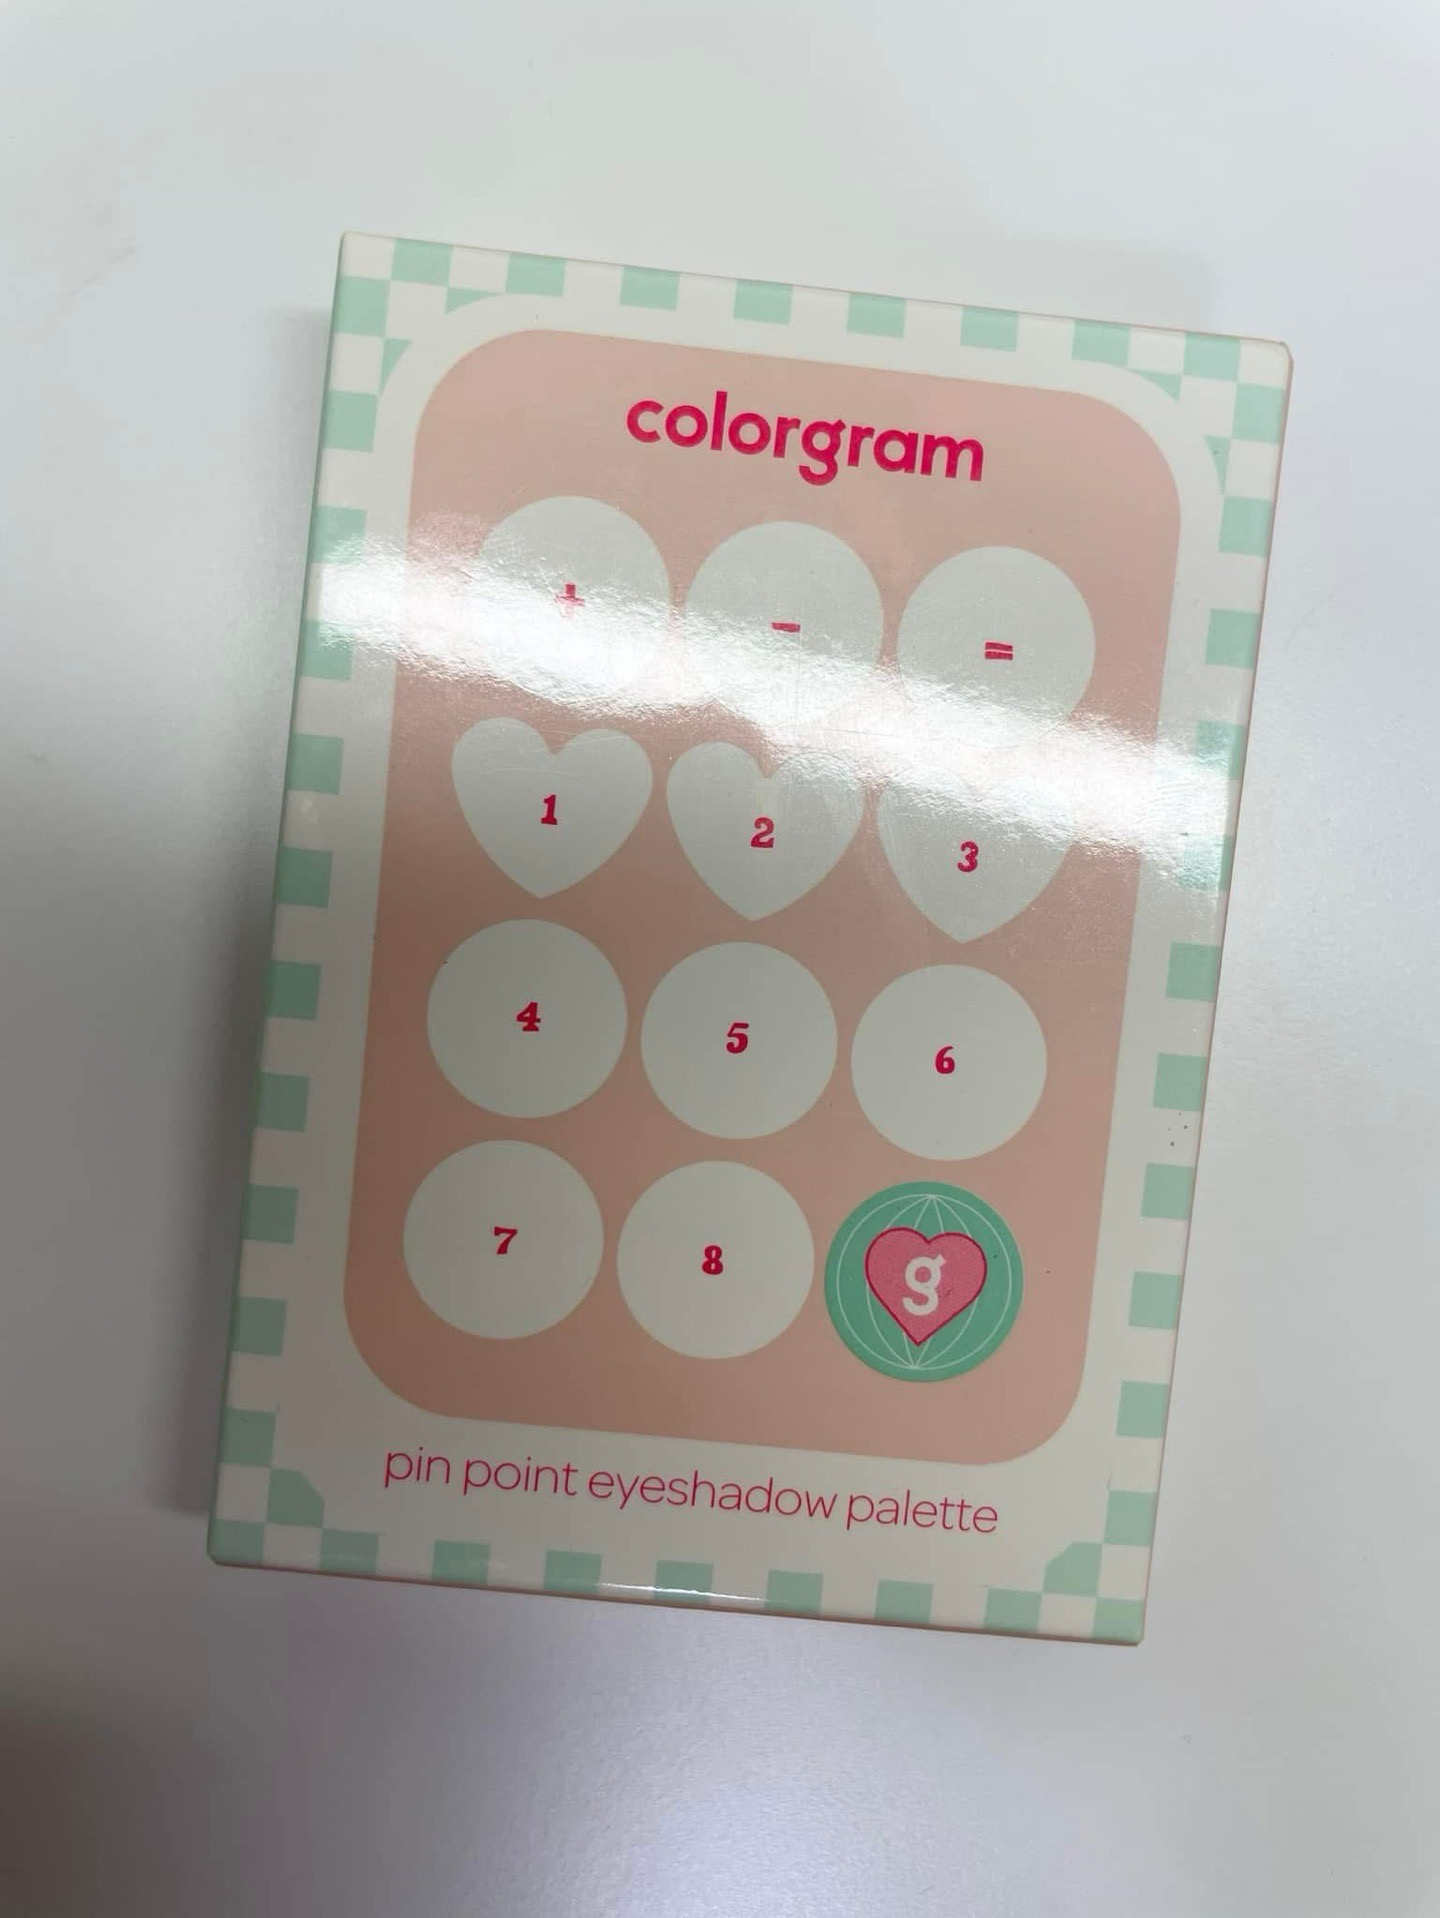 colorgram
+ - =
1 2 3
4 5 6
7 8 g
pin point eyeshadow palette